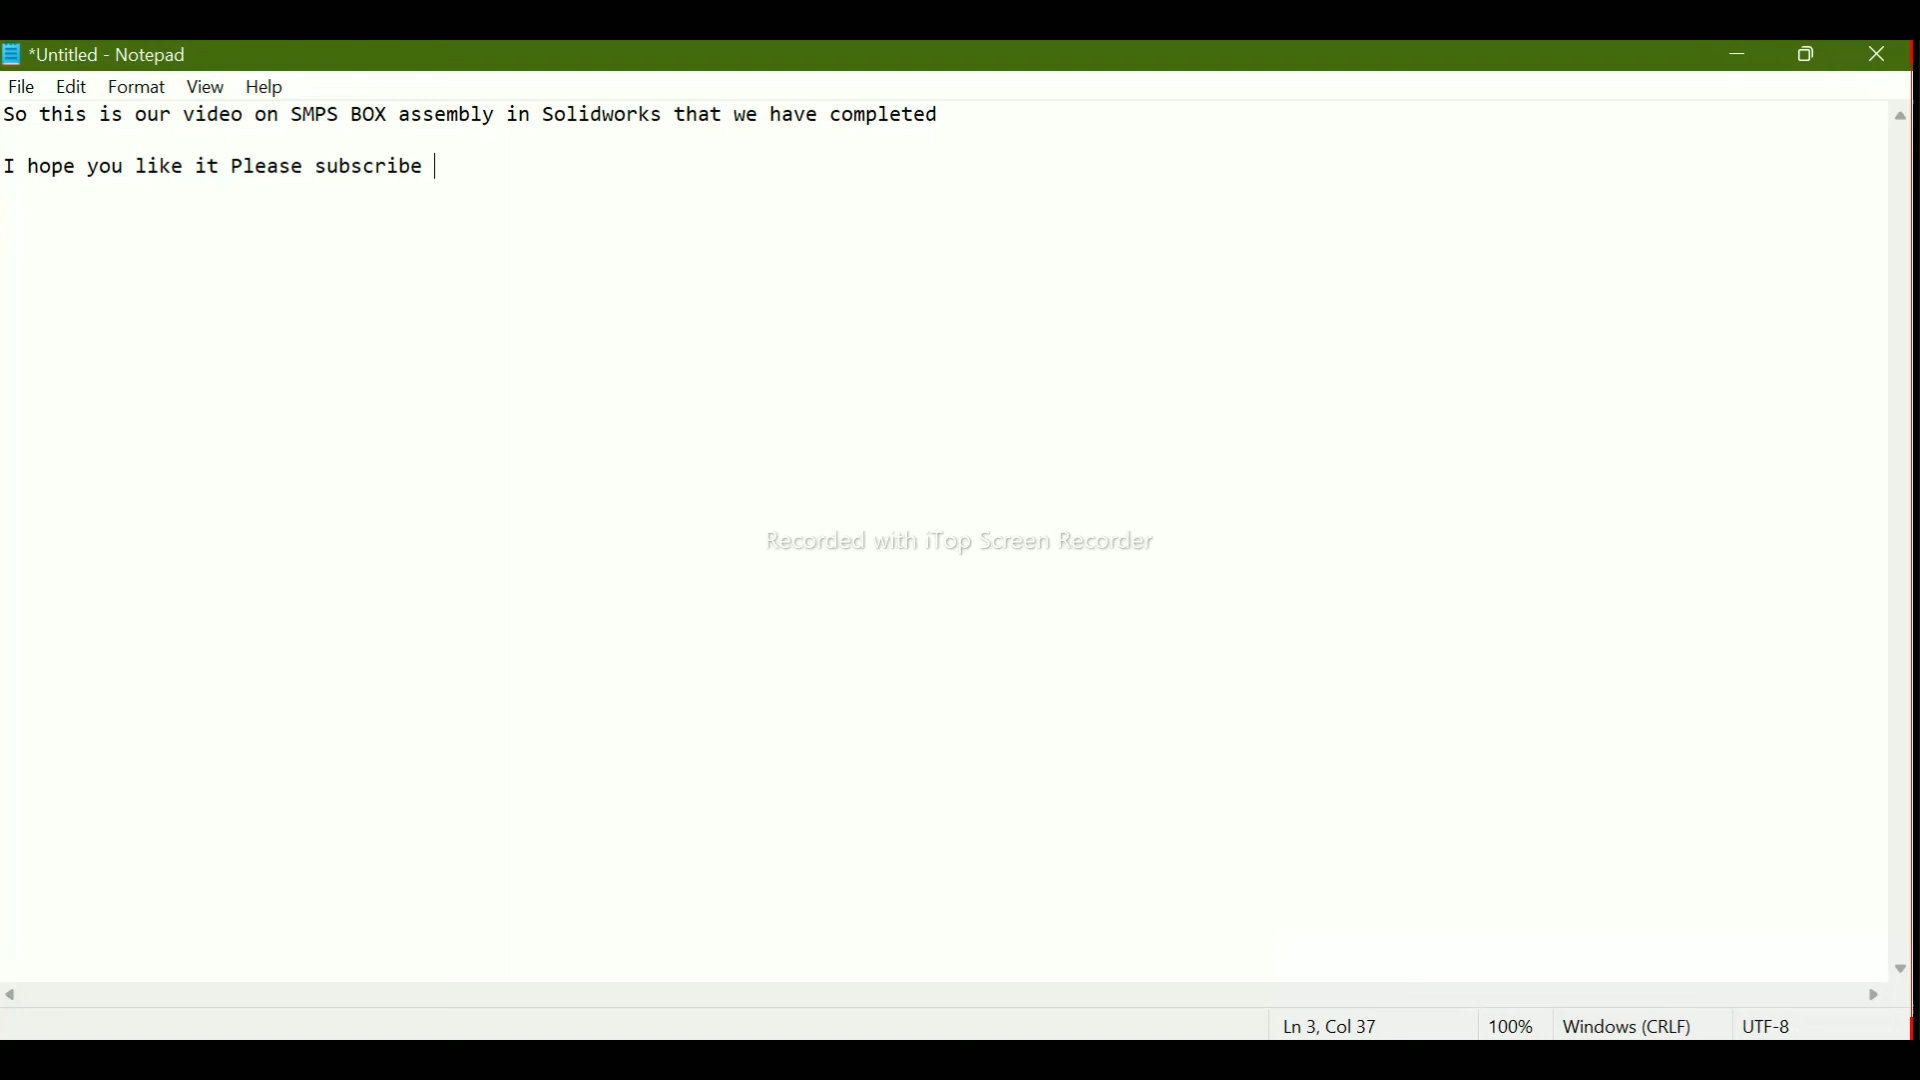 *Untitled - Notepad
File Edit Format View Help
So this is our video on SMPS BOX assembly in Solidworks that we have completed
I hope you like it Please subscribe
Recorded with iTop Screen Recorder
Ln 3, Col 37 100% Windows (CRLF) UTF-8